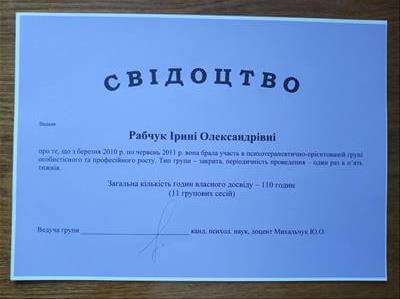 СВІДОЦТВО
Видане
Рабчук Ірині Олександрівні
про те, що з березня 2010 р. по червень 2011 р. вона брала участь в психотерапевтично-орієнтованій групі
особистісного та професійного росту. Тип групи – закрита, періодичність проведення – один раз в п'ять
тижнів.
Загальна кількість годин власного досвіду – 110 годин
(11 групових сесій)
Ведуча групи ______________________ канд. психол. наук, доцент Михальчук Ю.О.